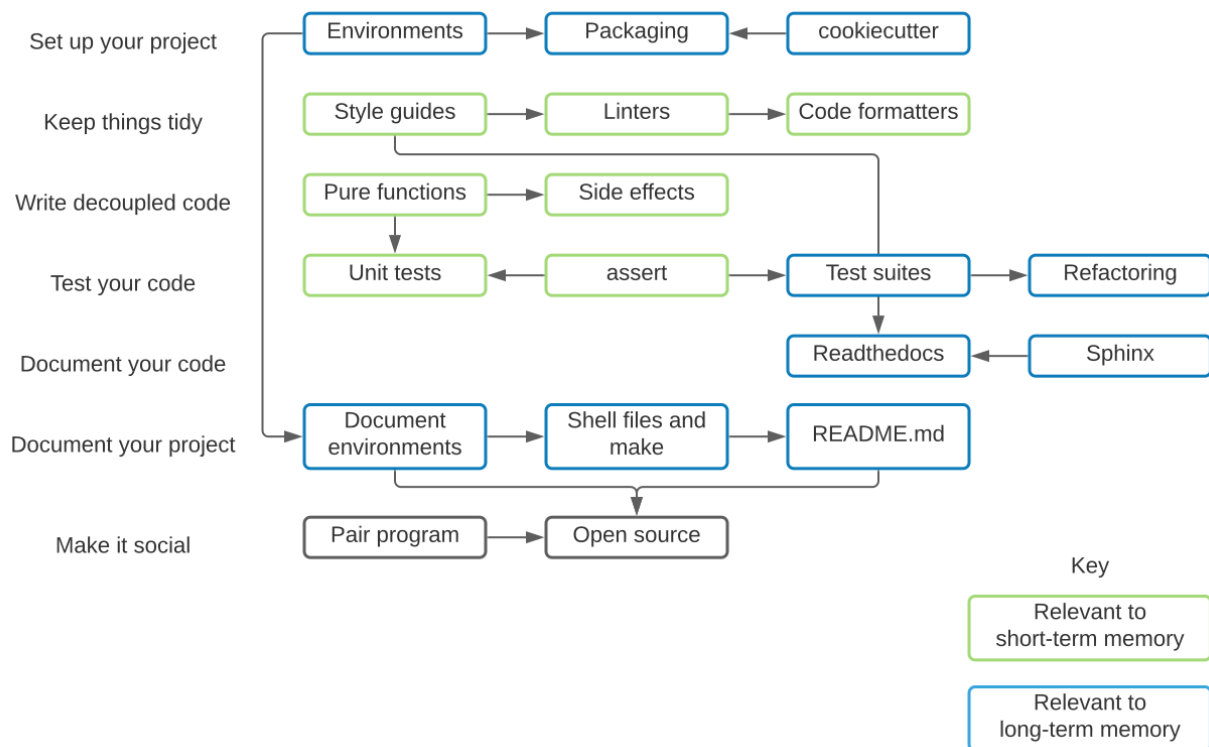 Set up your project
Environments
Packaging
cookiecutter
Keep things tidy
Style guides
Linters
Code formatters
Write decoupled code
Pure functions
Side effects
Test your code
Unit tests
assert
Test suites
Refactoring
Document your code
Readthedocs
Sphinx
Document your project
Document
environments
Shell files and
make
README.md
Make it social
Pair program
Open source
Key
Relevant to
short-term memory
Relevant to
long-term memory